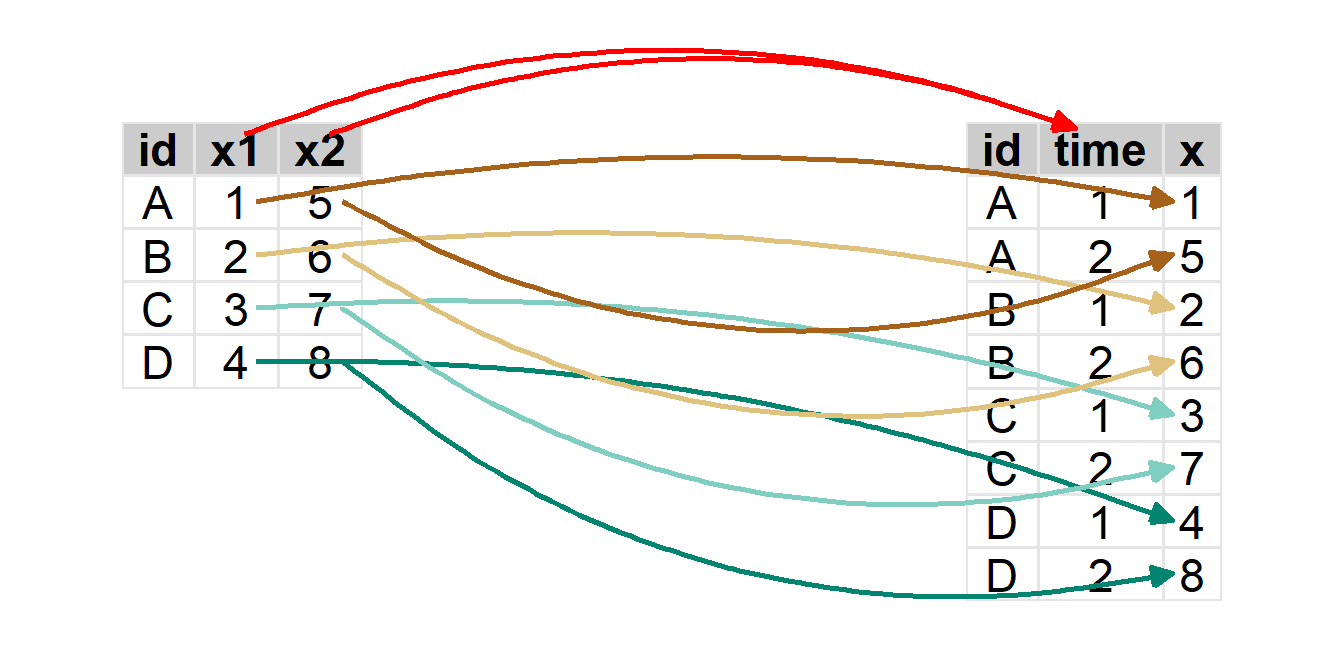 id x1 x2
A 1 5
B 2 6
C 3 7
D 4 8
id time x
A 1 1
A 2 5
B 1 2
B 2 6
C 1 3
C 2 7
D 1 4
D 2 8